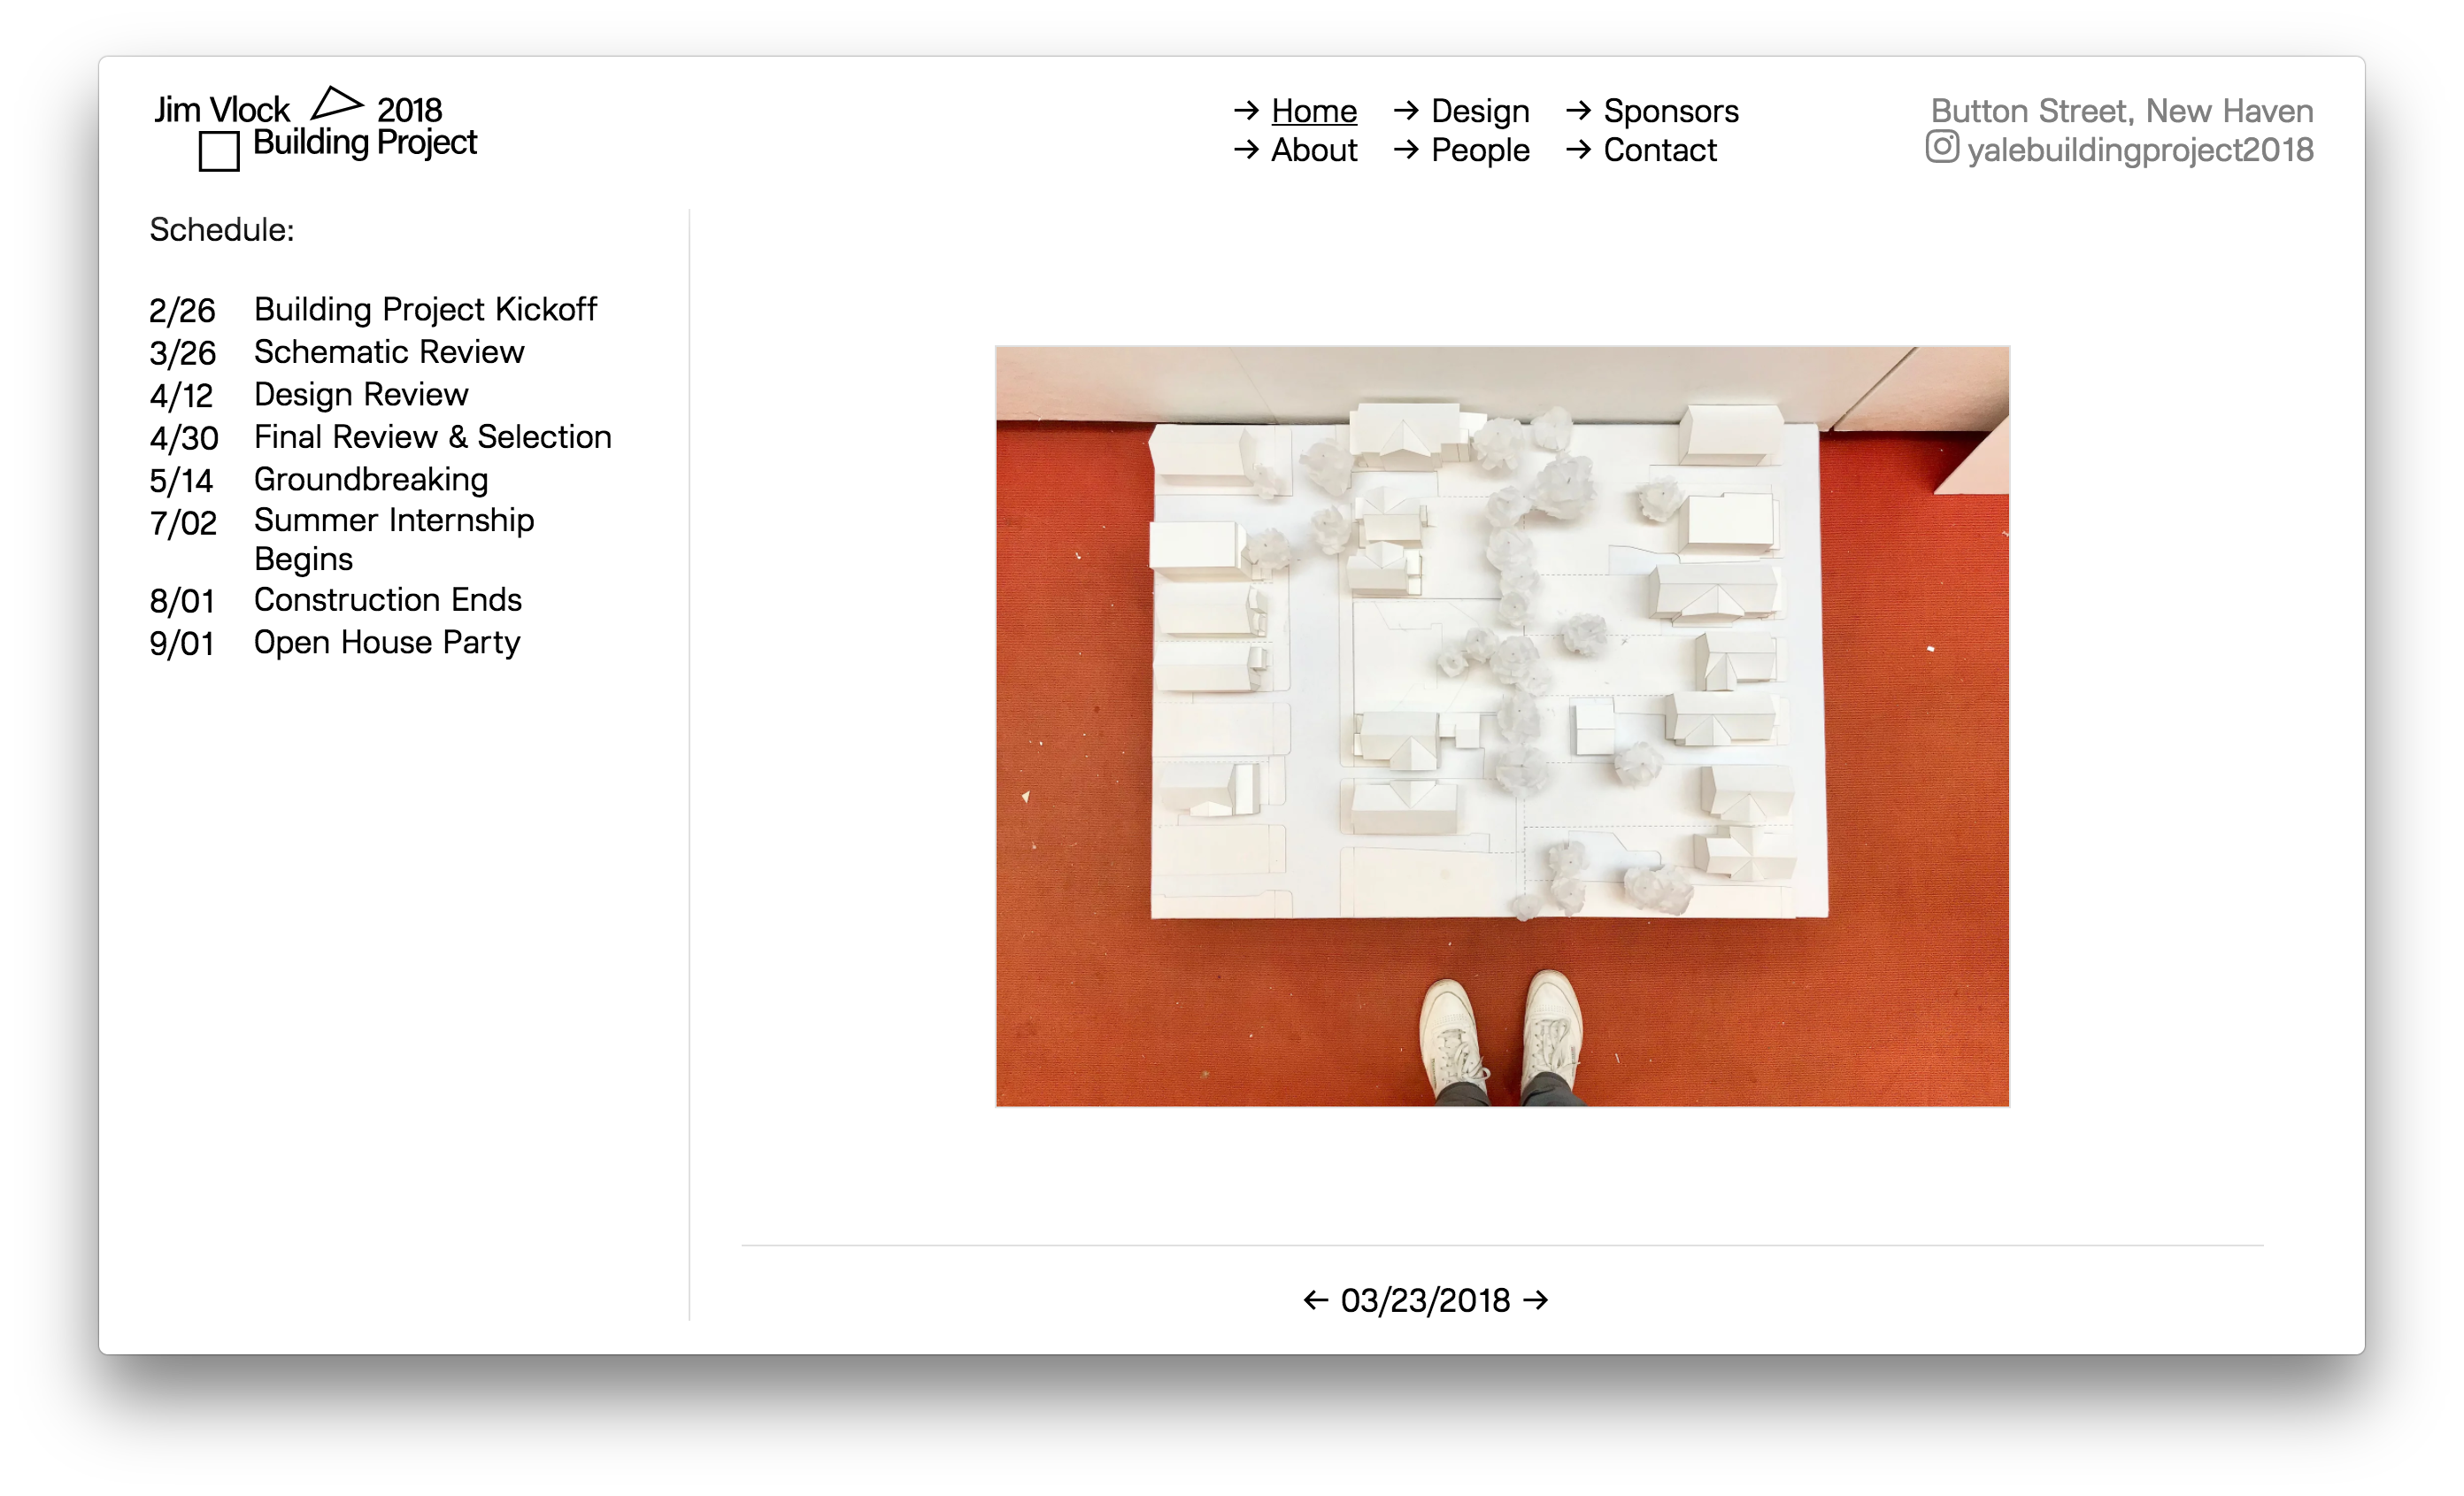 Jim Vlock 2018
Building Project
→ Home → Design → Sponsors
→ About → People → Contact
Button Street, New Haven
yalebuildingproject2018
Schedule:
2/26 Building Project Kickoff
3/26 Schematic Review
4/12 Design Review
4/30 Final Review & Selection
5/14 Groundbreaking
7/02 Summer Internship
Begins
8/01 Construction Ends
9/01 Open House Party
← 03/23/2018 →